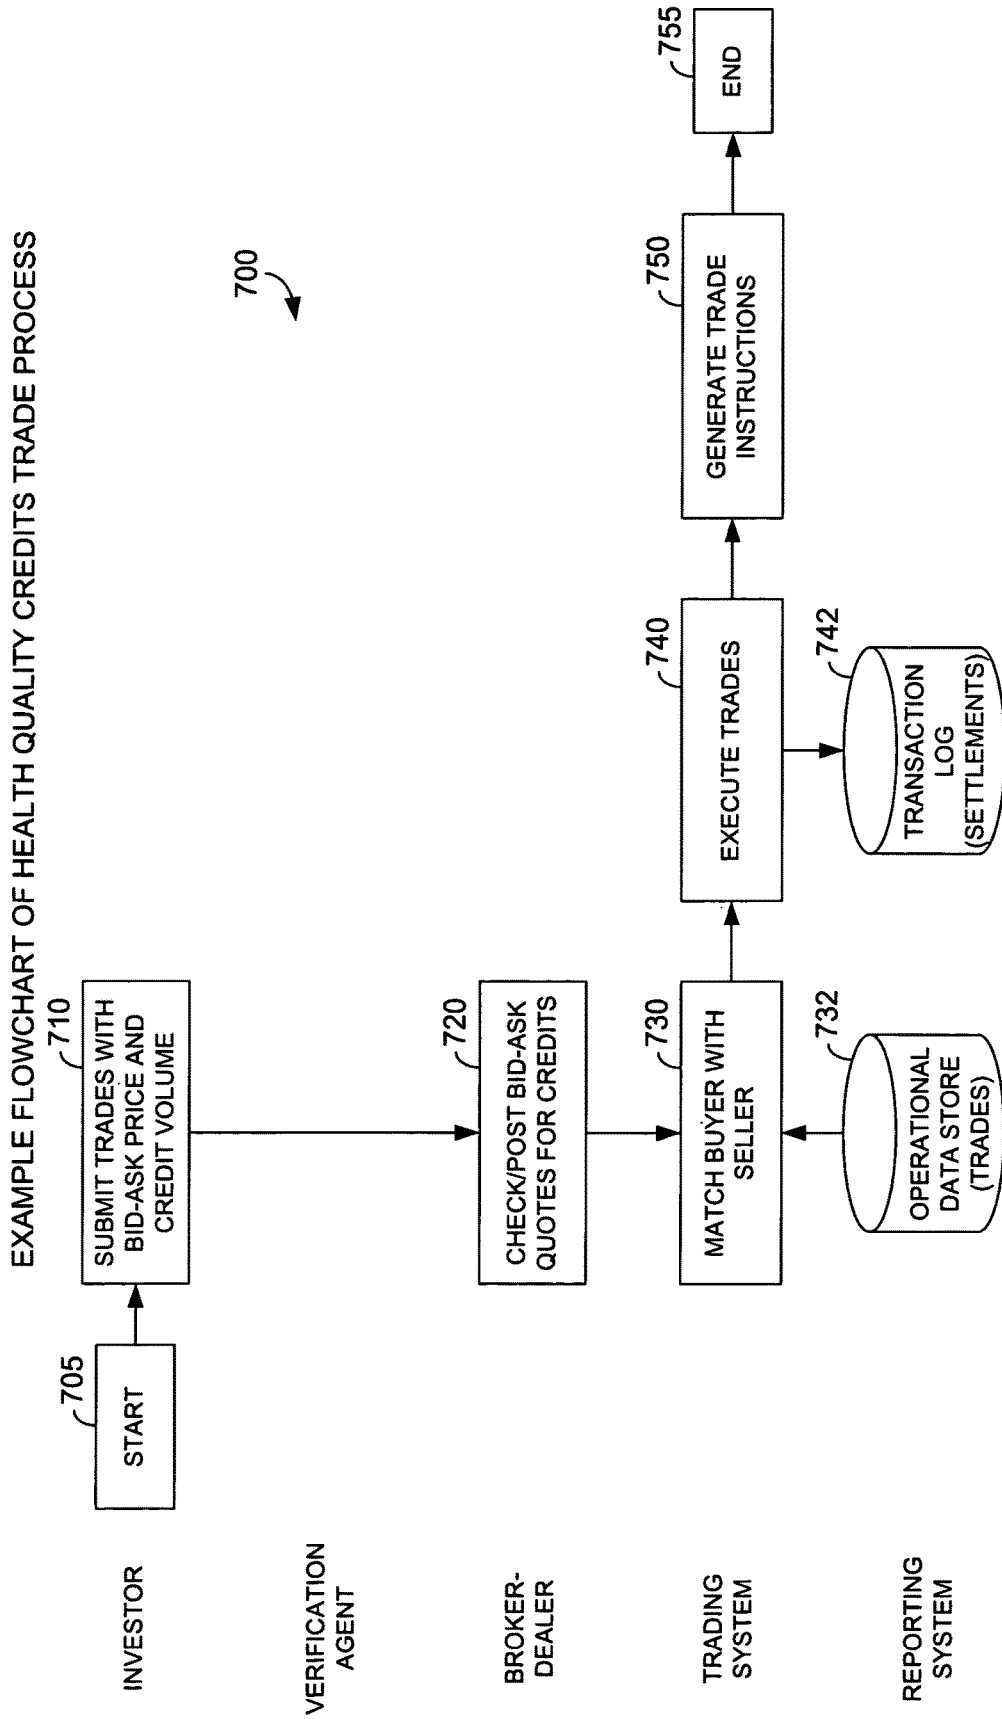 EXAMPLE FLOWCHART OF HEALTH QUALITY CREDITS TRADE PROCESS
700
INVESTOR
705
START
710
SUBMIT TRADES WITH
BID-ASK PRICE AND
CREDIT VOLUME
VERIFICATION
AGENT
BROKER-
DEALER
720
CHECK/POST BID-ASK
QUOTES FOR CREDITS
TRADING
SYSTEM
730
MATCH BUYER WITH
SELLER
740
EXECUTE TRADES
750
GENERATE TRADE
INSTRUCTIONS
755
END
REPORTING
SYSTEM
732
OPERATIONAL
DATA STORE
(TRADES)
742
TRANSACTION
LOG
(SETTLEMENTS)